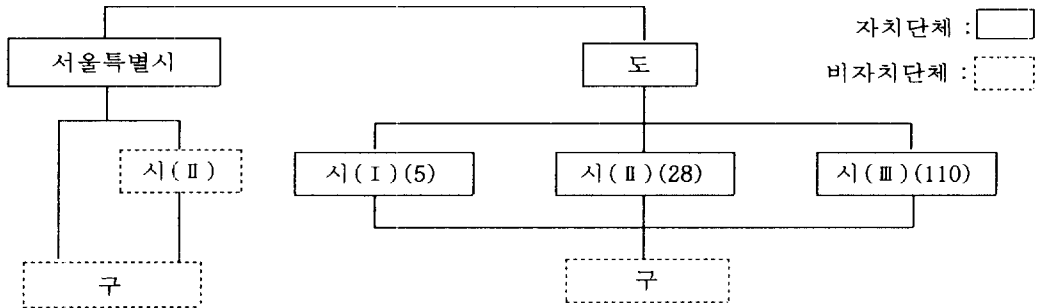 자치단체 :
서울특별시
도
비자치단체 :
시(Ⅱ)
시(Ⅰ)(5)
시(Ⅱ)(28)
시(Ⅲ)(110)
구
구